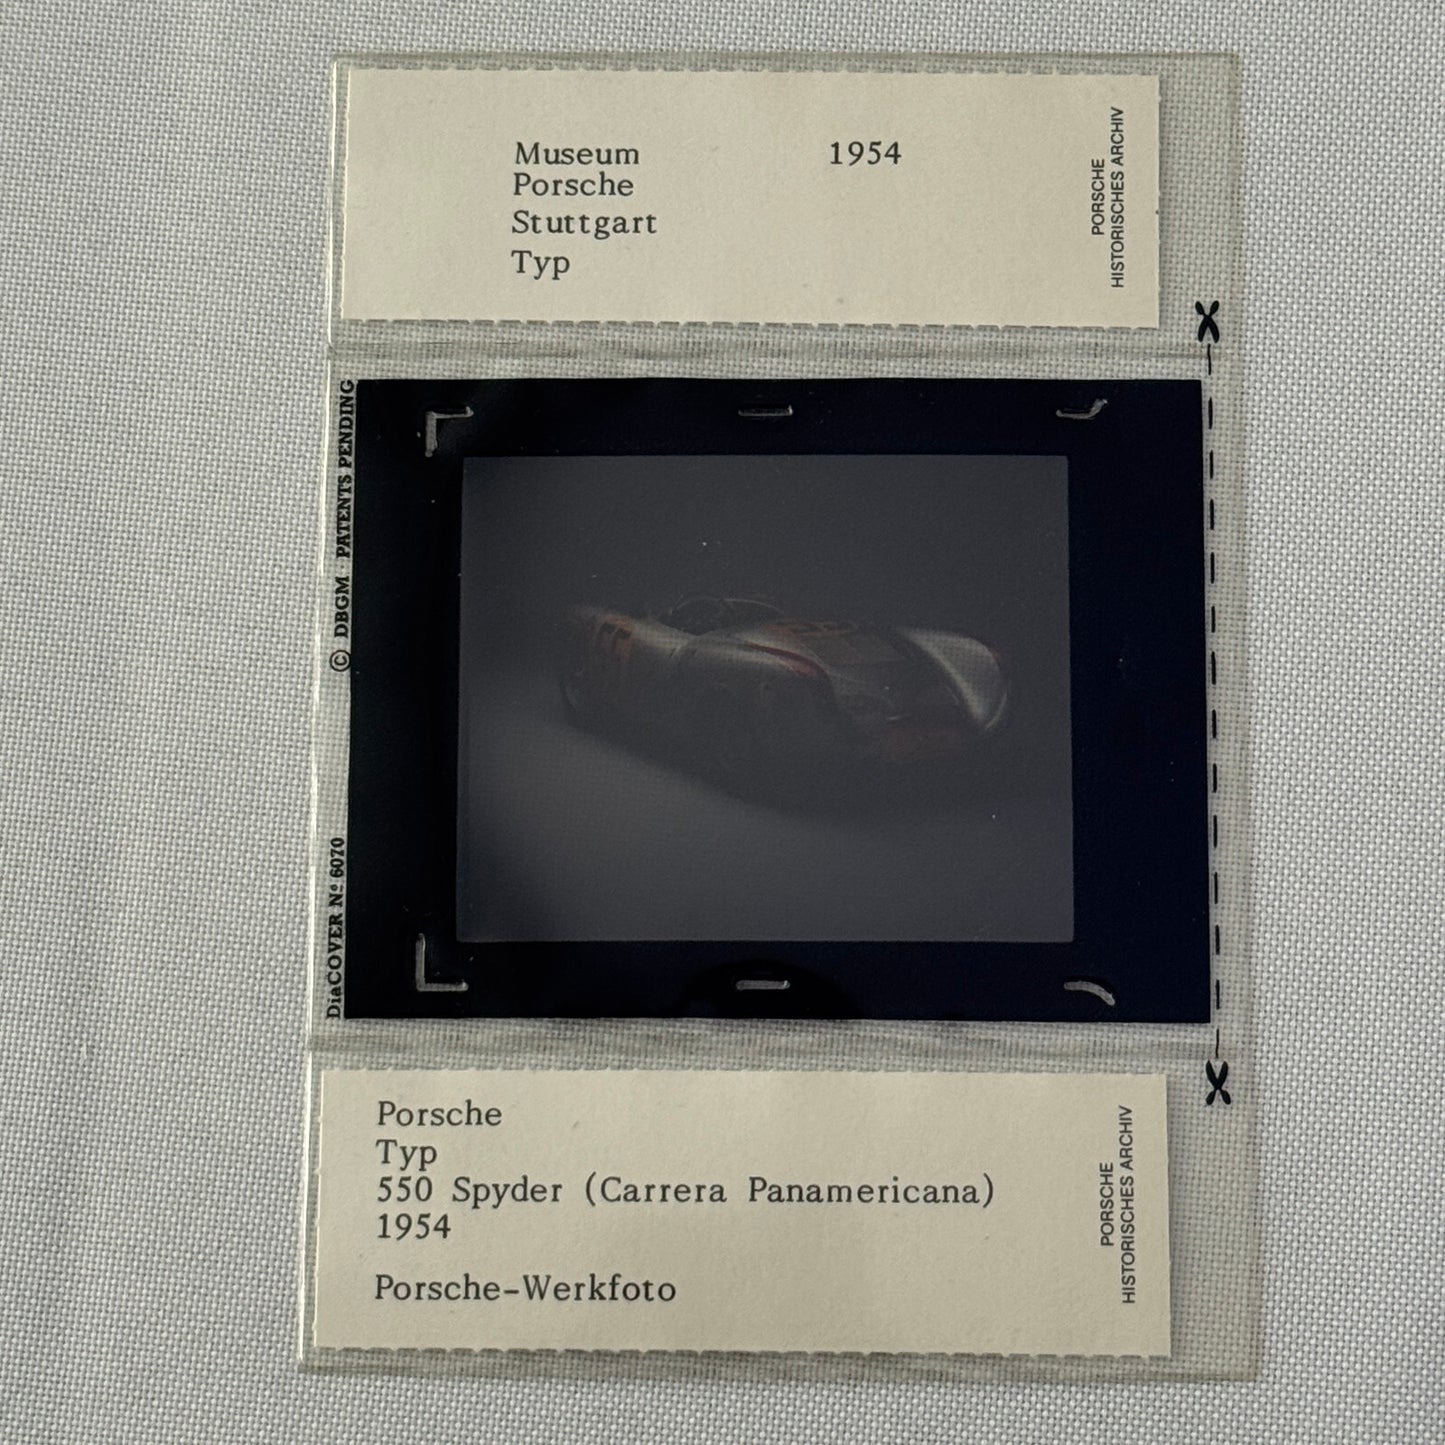 Museum 1954
Porsche
Stuttgart
Typ
PORSCHE
HISTORISCHES ARCHIV
© DBGM PATENTS PENDING
DiaCOVER Nº 6070
Porsche
Typ
550 Spyder (Carrera Panamericana)
1954
Porsche-Werkfoto
PORSCHE
HISTORISCHES ARCHIV